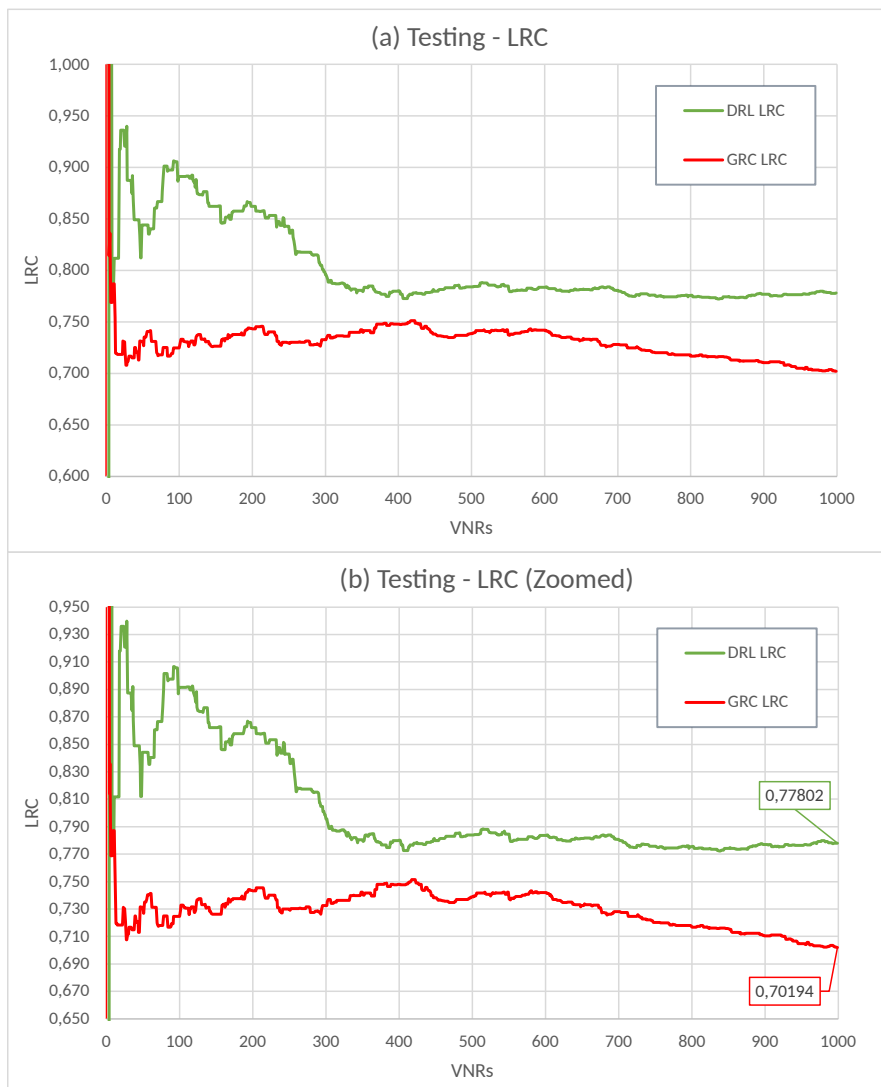 (a) Testing - LRC
1,000
0,950
0,900
0,850
0,800
0,750
0,700
0,650
0,600
LRC
DRL LRC
GRC LRC
0 100 200 300 400 500 600 700 800 900 1000
VNRs
(b) Testing - LRC (Zoomed)
0,950
0,930
0,910
0,890
0,870
0,850
0,830
0,810
0,790
0,770
0,750
0,730
0,710
0,690
0,670
0,650
LRC
DRL LRC
GRC LRC
0,77802
0,70194
0 100 200 300 400 500 600 700 800 900 1000
VNRs